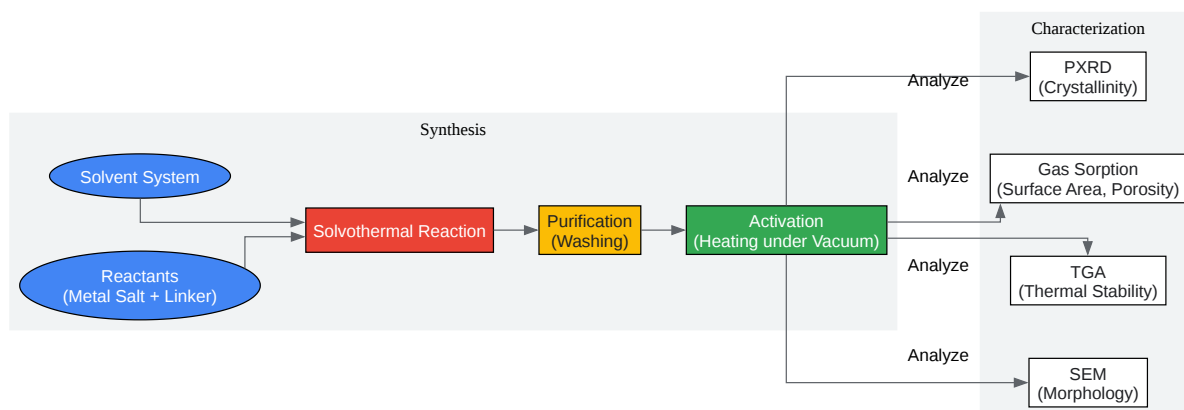 Characterization
PXRD
(Crystallinity)
Analyze
Synthesis
Solvent System
Analyze
Gas Sorption
(Surface Area, Porosity)
Solvothermal Reaction
Purification
(Washing)
Activation
(Heating under Vacuum)
Reactants
(Metal Salt + Linker)
Analyze
TGA
(Thermal Stability)
Analyze
SEM
(Morphology)